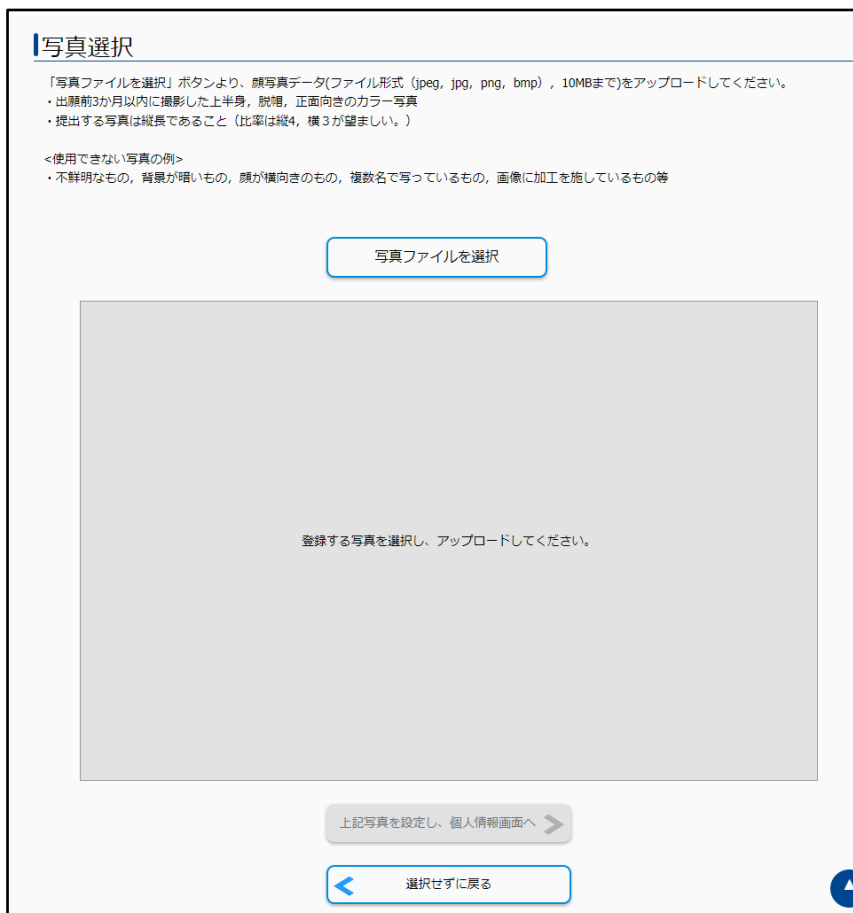 写真選択
「写真ファイルを選択」ボタンより、顔写真データ(ファイル形式（jpeg，jpg，png，bmp），10MBまで)をアップロードしてください。
・出願前3か月以内に撮影した上半身，脱帽，正面向きのカラー写真
・提出する写真は縦長であること（比率は縦4，横３が望ましい。）
<使用できない写真の例>
・不鮮明なもの，背景が暗いもの，顔が横向きのもの，複数名で写っているもの，画像に加工を施しているもの等
写真ファイルを選択
登録する写真を選択し、アップロードしてください。
上記写真を設定し、個人情報画面へ
選択せずに戻る